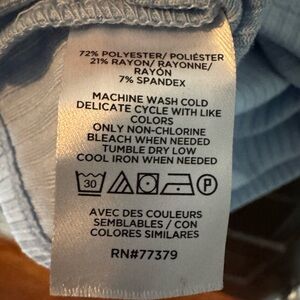 72% POLYESTER/ POLIÉSTER
21% RAYON/ RAYONNE/
RAYÓN
7% SPANDEX
MACHINE WASH COLD
DELICATE CYCLE WITH LIKE
COLORS
ONLY NON-CHLORINE
BLEACH WHEN NEEDED
TUMBLE DRY LOW
COOL IRON WHEN NEEDED
30 P
AVEC DES COULEURS
SEMBLABLES / CON
COLORES SIMILARES
RN#77379